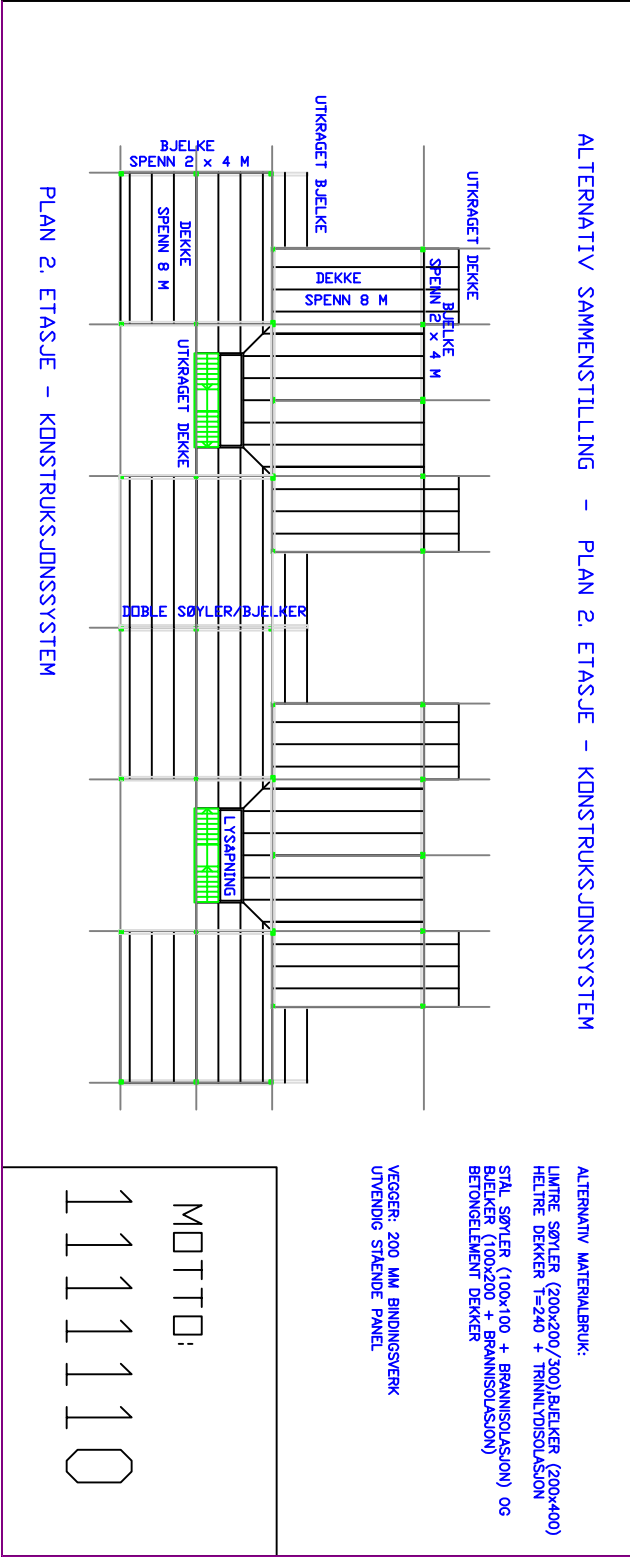 ALTERNATIV SAMMENSTILLING - PLAN 2. ETASJE - KONSTRUKSJONSSYSTEM
UTKRAGET DEKKE
UTKRAGET BJELKE
BJELKE
SPENN 2 x 4 M
DEKKE
SPENN 8 M
BJELKE
SPENN 2 x 4 M
DEKKE
SPENN 8 M
UTKRAGET DEKKE
DOBLE SØYLER/BJELKER
LYSÅPNING
PLAN 2. ETASJE - KONSTRUKSJONSSYSTEM
ALTERNATIV MATERIALBRUK:
LIMTRE SØYLER (200x200/300),BJELKER (200x400)
HELTRE DEKKER T=240 + TRINNLYDISOLASJON
STÅL SØYLER (100x100 + BRANNISOLASJON) OG
BJELKER (100x200 + BRANNISOLASJON)
BETONGELEMENT DEKKER
VEGGER: 200 MM BINDINGSVERK
UTVENDIG STÅENDE PANEL
MOTTO:
1111110